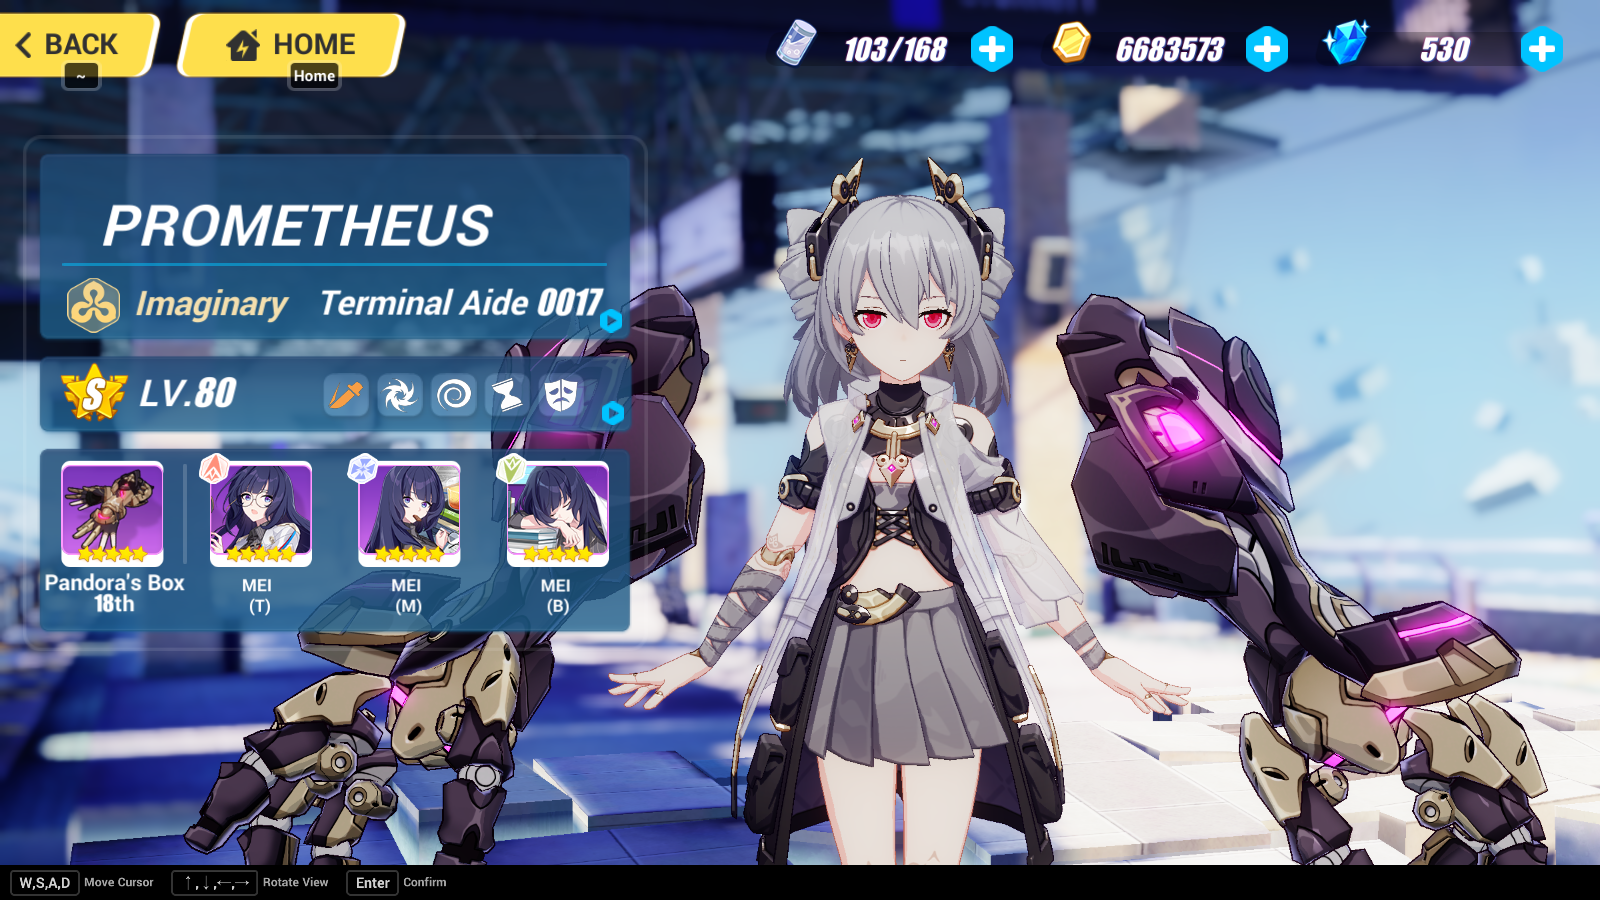 BACK
~
HOME
Home
103/168
6683573
530
PROMETHEUS
Imaginary
Terminal Aide 0017
S
LV.80
Pandora's Box
18th
MEI
(T)
MEI
(M)
MEI
(B)
W,S,A,D Move Cursor
↑,↓,←,→ Rotate View
Enter Confirm